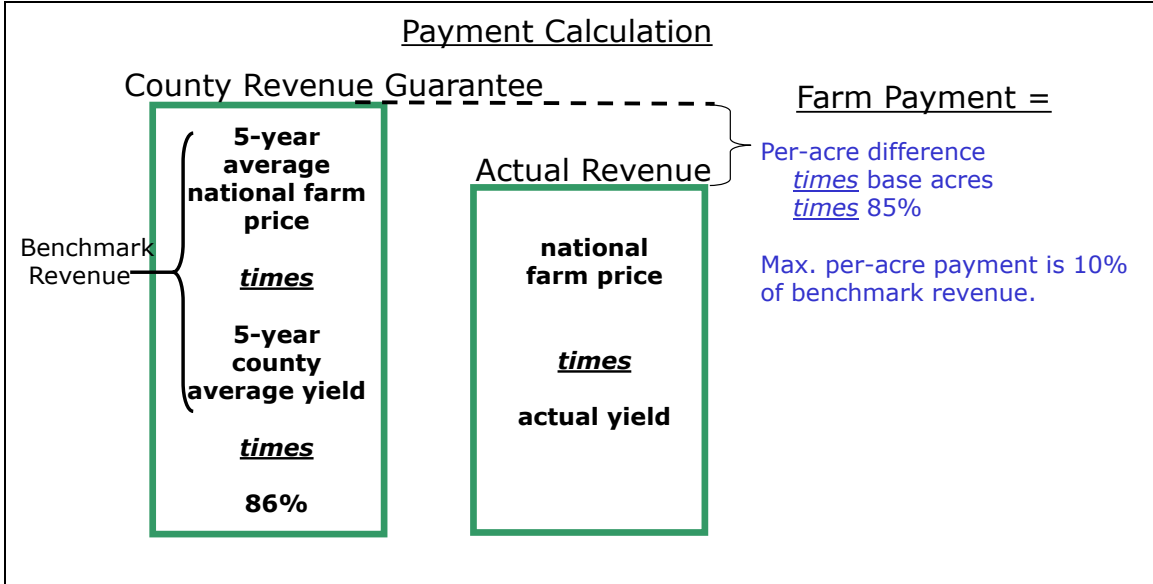 Payment Calculation
County Revenue Guarantee
5-year
average
national farm
price
times
5-year
county
average yield
times
86%
Benchmark
Revenue
Actual Revenue
national
farm price
times
actual yield
Farm Payment =
Per-acre difference
times base acres
times 85%
Max. per-acre payment is 10%
of benchmark revenue.